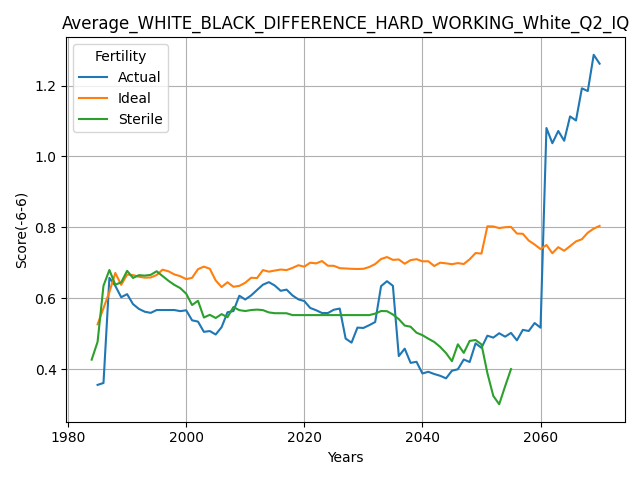 Average_WHITE_BLACK_DIFFERENCE_HARD_WORKING_White_Q2_IQ
Fertility
Actual
Ideal
Sterile
Score(-6-6)
1.2
1.0
0.8
0.6
0.4
1980
2000
2020
2040
2060
Years